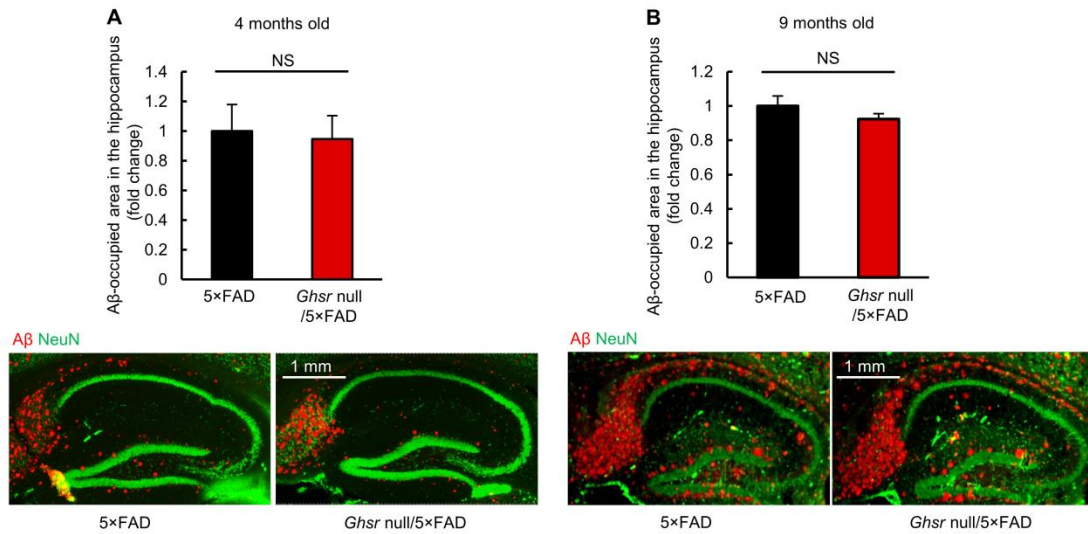 A
4 months old
Aβ-occupied area in the hippocampus
(fold change)
1.4
1.2
1
0.8
0.6
0.4
0.2
0
NS
5×FAD
Ghsr null
/5×FAD
Aβ NeuN
1 mm
5×FAD
Ghsr null/5×FAD
B
9 months old
Aβ-occupied area in the hippocampus
(fold change)
1.2
1
0.8
0.6
0.4
0.2
0
NS
5×FAD
Ghsr null
/5×FAD
Aβ NeuN
1 mm
5×FAD
Ghsr null/5×FAD